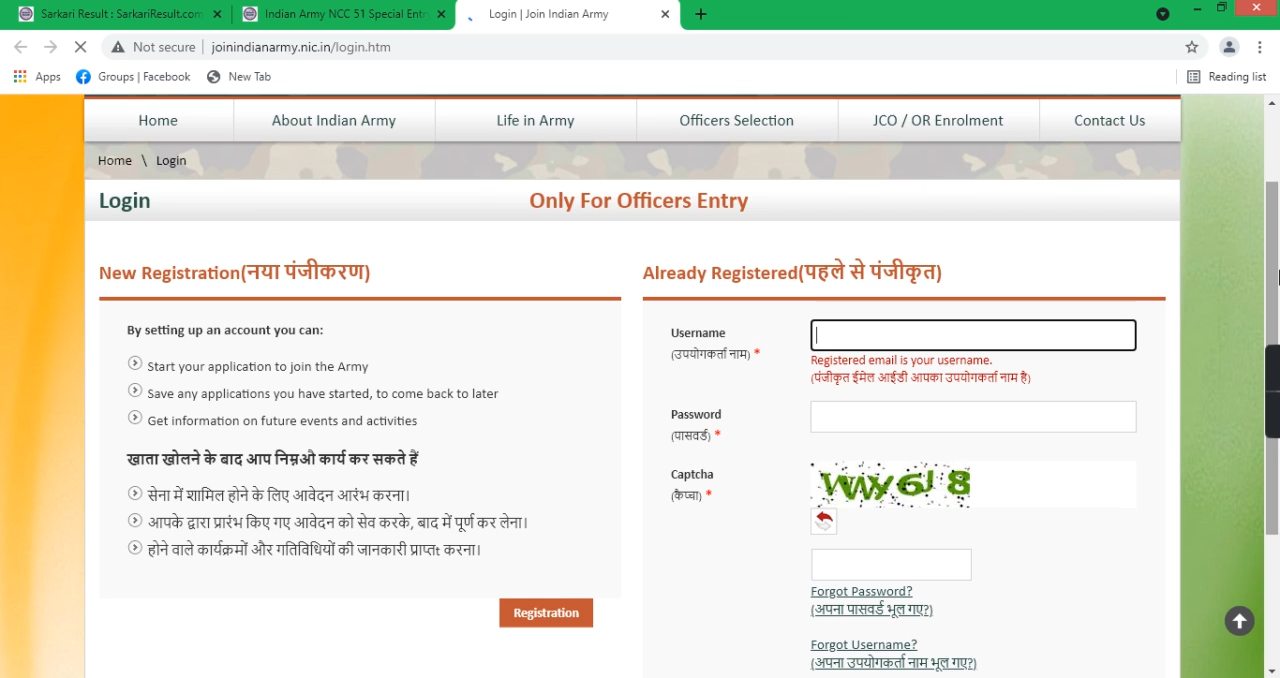 Sarkari Result : SarkariResult.com
Indian Army NCC 51 Special Entry
Login | Join Indian Army
Not secure
joinindianarmy.nic.in/login.htm
Apps
Groups | Facebook
New Tab
Reading list
Home
About Indian Army
Life in Army
Officers Selection
JCO / OR Enrolment
Contact Us
Home \ Login
Login
Only For Officers Entry
New Registration(नया पंजीकरण)
By setting up an account you can:
Start your application to join the Army
Save any applications you have started, to come back to later
Get information on future events and activities
खाता खोलने के बाद आप निम्नऔ कार्य कर सकते हैं
सेना में शामिल होने के लिए आवेदन आरंभ करना।
आपके द्वारा प्रारंभ किए गए आवेदन को सेव करके, बाद में पूर्ण कर लेना।
होने वाले कार्यक्रमों और गतिविधियों की जानकारी प्राप्तt करना।
Registration
Already Registered(पहले से पंजीकृत)
Username
(उपयोगकर्ता नाम) *
Registered email is your username.
(पंजीकृत ईमेल आईडी आपका उपयोगकर्ता नाम है)
Password
(पासवर्ड) *
Captcha
(कैप्चा) *
Forgot Password?
(अपना पासवर्ड भूल गए?)
Forgot Username?
(अपना उपयोगकर्ता नाम भूल गए?)